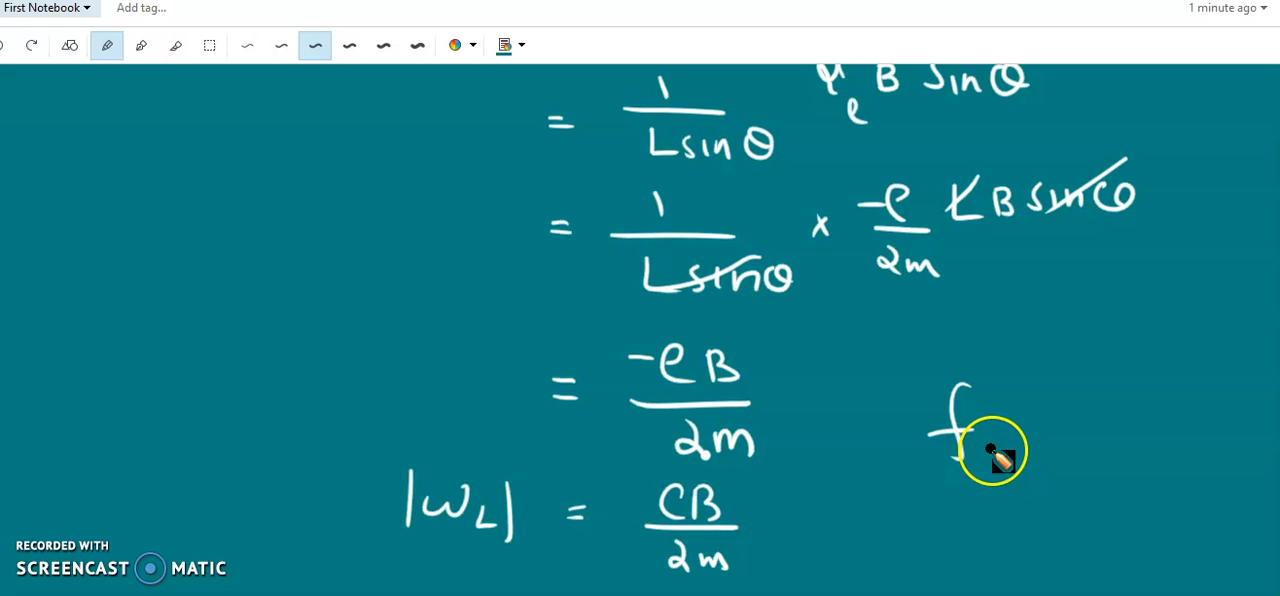 First Notebook Add tag... 1 minute ago
= 1 / L sin θ μe B sin θ
= 1 / L sin θ × -e / 2m L B sin θ
= -eB / 2m
|ω_L| = eB / 2m
f
RECORDED WITH
SCREENCAST MATIC